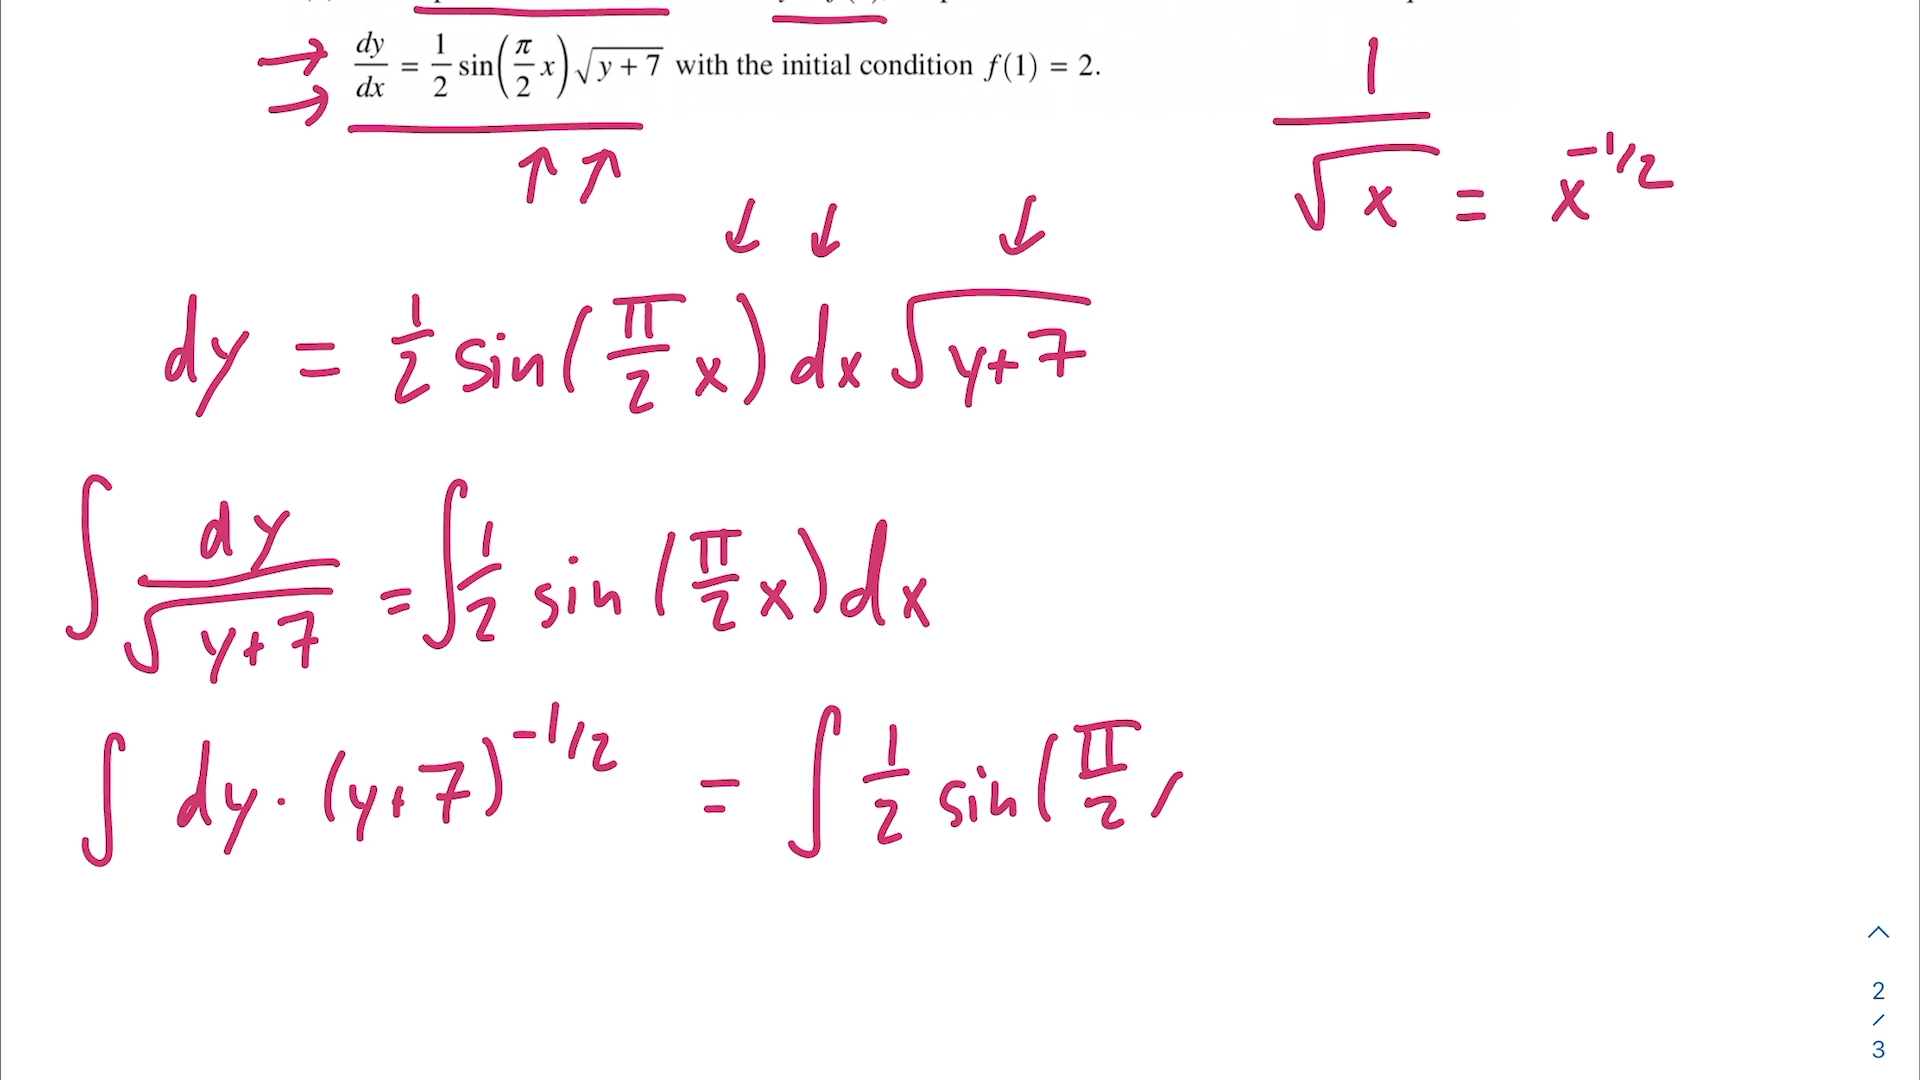 dy/dx = 1/2 sin(π/2 x) √(y + 7) with the initial condition f(1) = 2.
1/√x = x^(-1/2)
dy = 1/2 sin(π/2 x) dx √(y+7)
∫ dy/√(y+7) = ∫ 1/2 sin(π/2 x) dx
∫ dy · (y+7)^(-1/2) = ∫ 1/2 sin(π/2
2
/
3